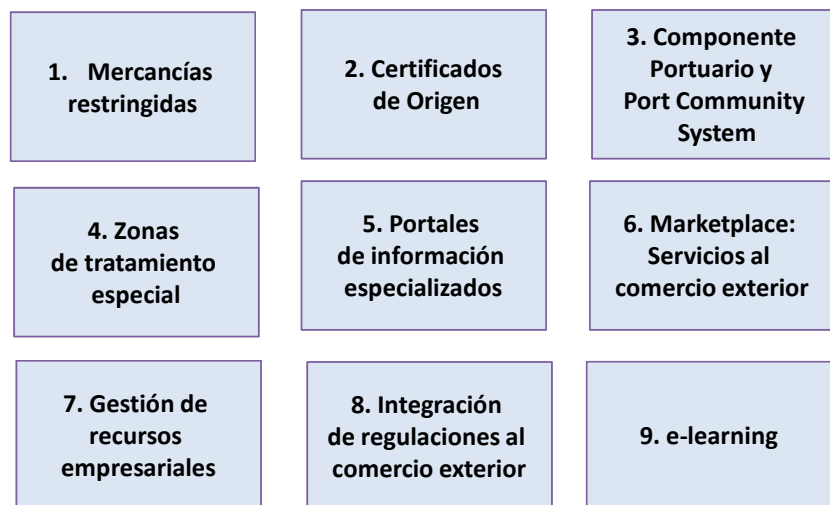 1. Mercancías
restringidas
2. Certificados
de Origen
3. Componente
Portuario y
Port Community
System
4. Zonas
de tratamiento
especial
5. Portales
de información
especializados
6. Marketplace:
Servicios al
comercio exterior
7. Gestión de
recursos
empresariales
8. Integración
de regulaciones al
comercio exterior
9. e-learning